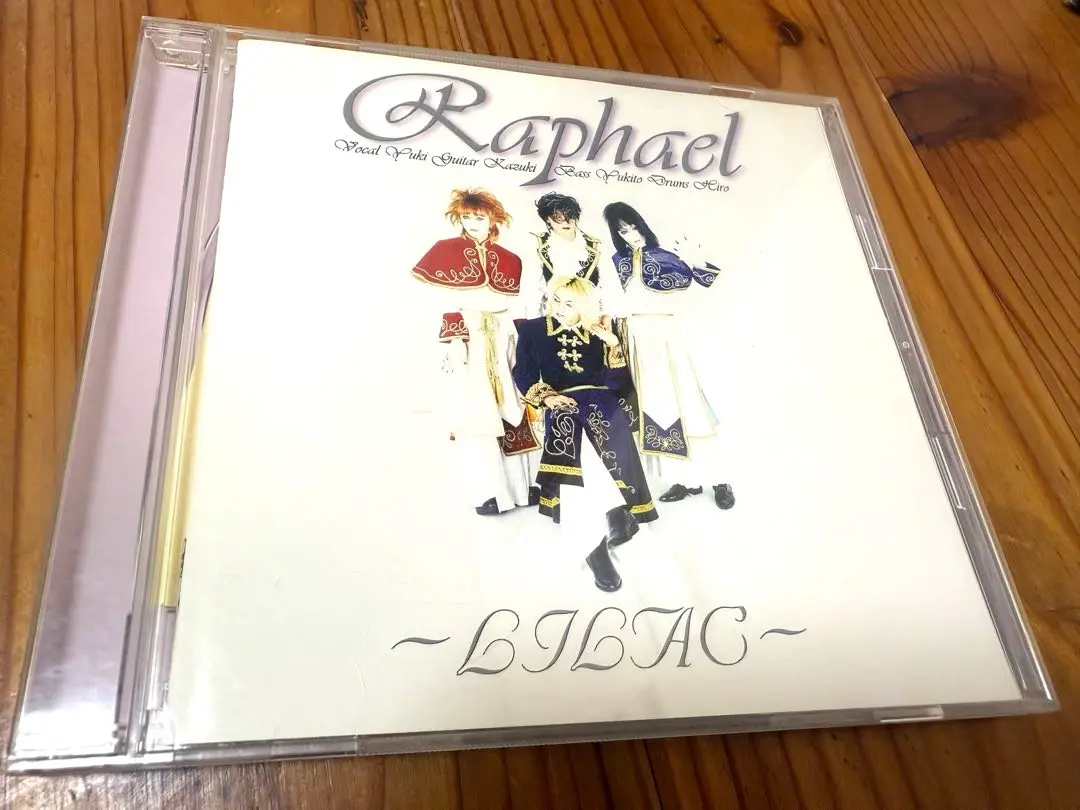 Raphael
Vocal Yuki Guitar Kazuki Bass Yukito Drums Hiro
~LILAC~